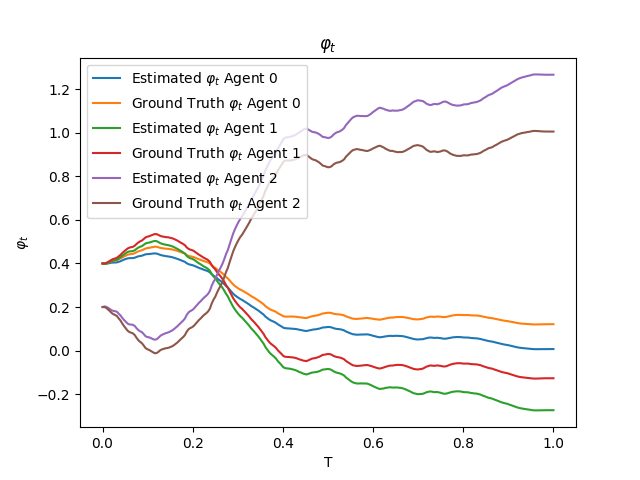 φt
Estimated φt Agent 0
Ground Truth φt Agent 0
Estimated φt Agent 1
Ground Truth φt Agent 1
Estimated φt Agent 2
Ground Truth φt Agent 2
φt
1.2
1.0
0.8
0.6
0.4
0.2
0.0
−0.2
0.0 0.2 0.4 0.6 0.8 1.0
T